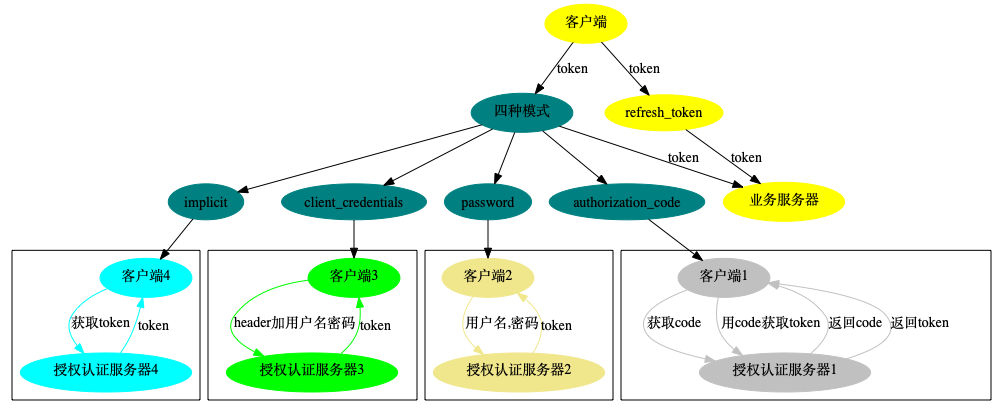 客户端
token
token
四种模式
refresh_token
token
token
implicit
client_credentials
password
authorization_code
业务服务器
客户端4
客户端3
客户端2
客户端1
获取token
token
header加用户名密码
token
用户名,密码
token
获取code
用code获取token
返回code
返回token
授权认证服务器4
授权认证服务器3
授权认证服务器2
授权认证服务器1